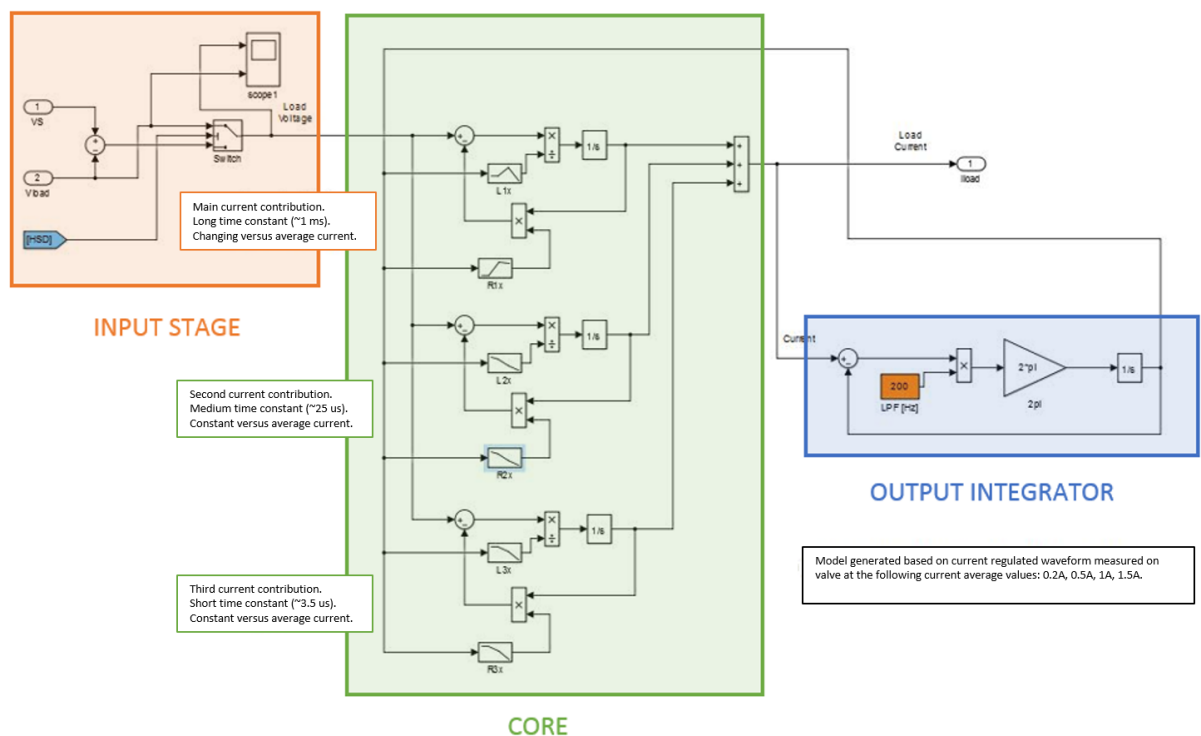 scope1
1
VS
Load
Voltage
Switch
2
Vload
[HSD]
INPUT STAGE
Main current contribution.
Long time constant (~1 ms).
Changing versus average current.
×
÷
1/s
L1x
×
R1x
+
+
+
Load
Current
1
Iload
Second current contribution.
Medium time constant (~25 us).
Constant versus average current.
×
÷
1/s
L2x
×
R2x
Third current contribution.
Short time constant (~3.5 us).
Constant versus average current.
×
÷
1/s
L3x
×
R3x
CORE
Current
200
LPF [Hz]
×
2*pi
2pi
1/s
OUTPUT INTEGRATOR
Model generated based on current regulated waveform measured on
valve at the following current average values: 0.2A, 0.5A, 1A, 1.5A.